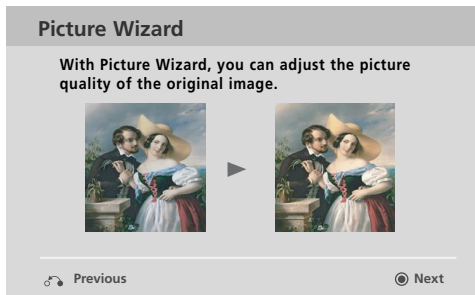 Picture Wizard
With Picture Wizard, you can adjust the picture
quality of the original image.
Previous
Next